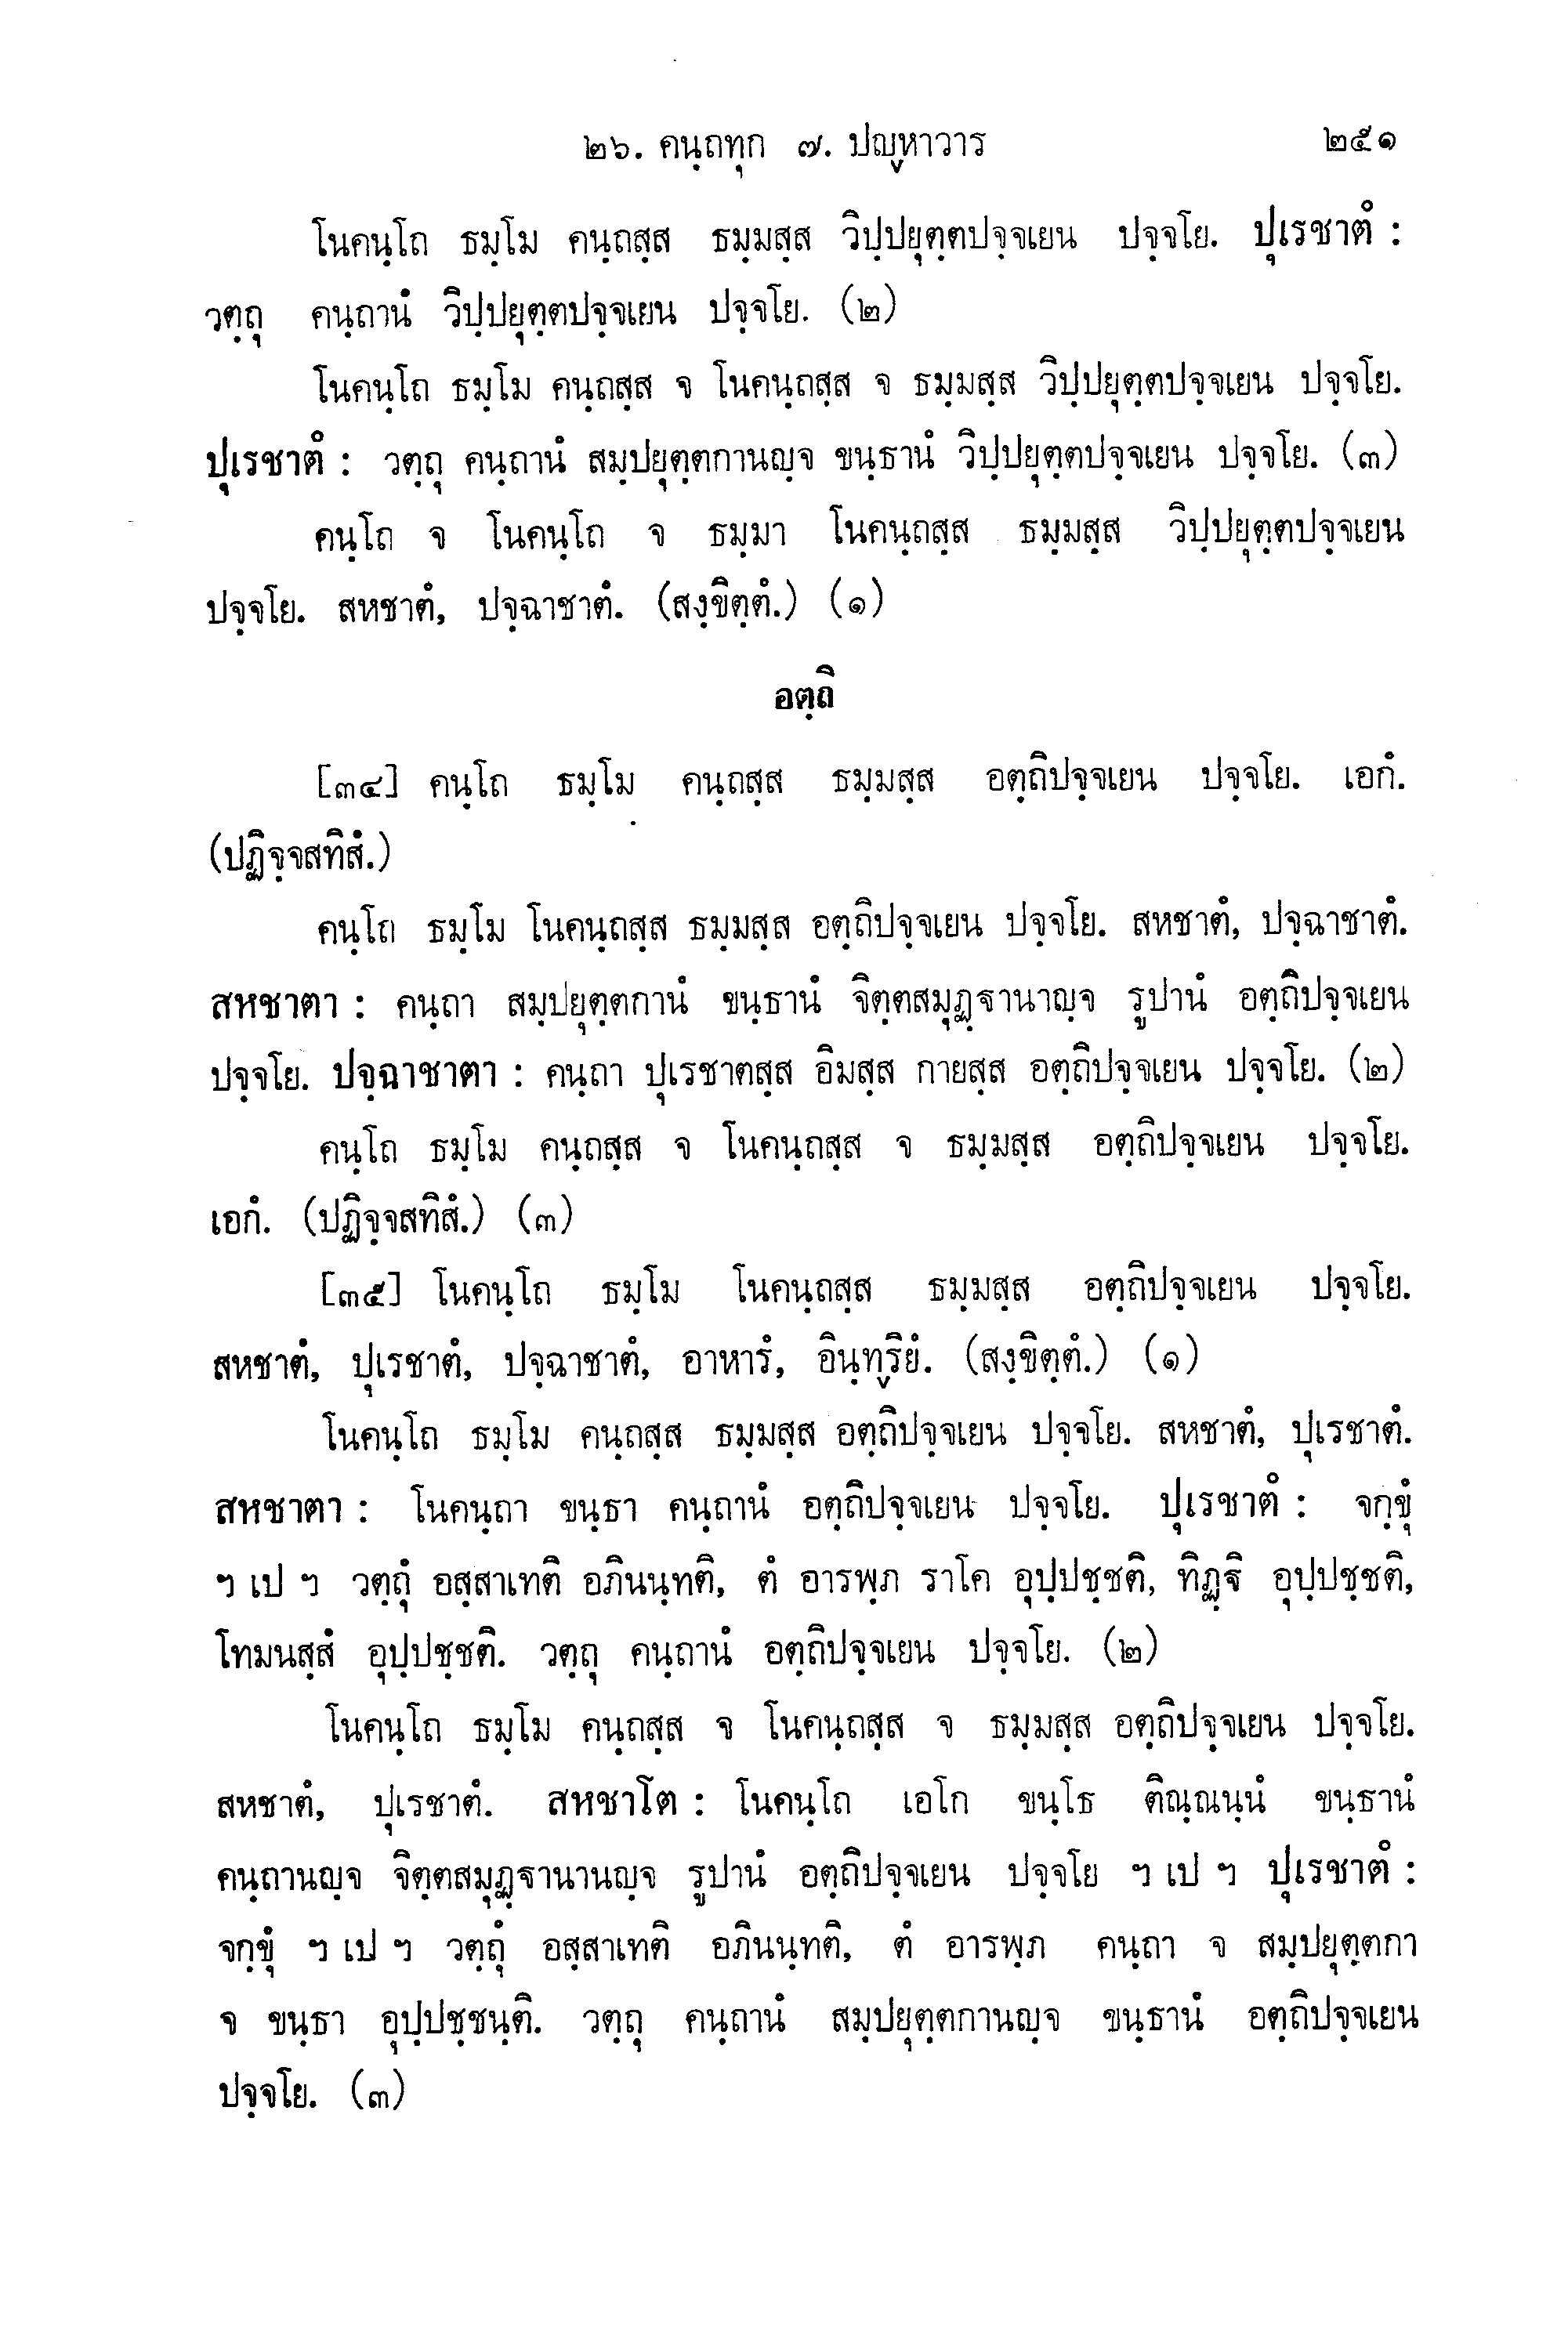 ๒๖. คนฺถทุก ๗. ปญฺหาวาร ๒๕๑
โนคนฺโถ ธมฺโม คนฺถสฺส ธมฺมสฺส วิปฺปยุตฺตปจฺจเยน ปจฺจโย. ปุเรชาตํ :
วตฺถุ คนฺถานํ วิปฺปยุตฺตปจฺจเยน ปจฺจโย. (๒)
โนคนฺโถ ธมฺโม คนฺถสฺส จ โนคนฺถสฺส จ ธมฺมสฺส วิปฺปยุตฺตปจฺจเยน ปจฺจโย.
ปุเรชาตํ : วตฺถุ คนฺถานํ สมฺปยุตฺตกานญฺจ ขนฺธานํ วิปฺปยุตฺตปจฺจเยน ปจฺจโย. (๓)
คนฺโถ จ โนคนฺโถ จ ธมฺมา โนคนฺถสฺส ธมฺมสฺส วิปฺปยุตฺตปจฺจเยน
ปจฺจโย. สหชาตํ, ปจฺฉาชาตํ. (สงฺขิตฺตํ.) (๑)
อตฺถิ
[๓๔] คนฺโถ ธมฺโม คนฺถสฺส ธมฺมสฺส อตฺถิปจฺจเยน ปจฺจโย. เอกํ.
(ปฏิจฺจสทิสํ.)
คนฺโถ ธมฺโม โนคนฺถสฺส ธมฺมสฺส อตฺถิปจฺจเยน ปจฺจโย. สหชาตํ, ปจฺฉาชาตํ.
สหชาตา : คนฺถา สมฺปยุตฺตกานํ ขนฺธานํ จิตฺตสมุฏฺฐานาญฺจ รูปานํ อตฺถิปจฺจเยน
ปจฺจโย. ปจฺฉาชาตา : คนฺถา ปุเรชาตสฺส อิมสฺส กายสฺส อตฺถิปจฺจเยน ปจฺจโย. (๒)
คนฺโถ ธมฺโม คนฺถสฺส จ โนคนฺถสฺส จ ธมฺมสฺส อตฺถิปจฺจเยน ปจฺจโย.
เอกํ. (ปฏิจฺจสทิสํ.) (๓)
[๓๕] โนคนฺโถ ธมฺโม โนคนฺถสฺส ธมฺมสฺส อตฺถิปจฺจเยน ปจฺจโย.
สหชาตํ, ปุเรชาตํ, ปจฺฉาชาตํ, อาหารํ, อินฺทฺริยํ. (สงฺขิตฺตํ.) (๑)
โนคนฺโถ ธมฺโม คนฺถสฺส ธมฺมสฺส อตฺถิปจฺจเยน ปจฺจโย. สหชาตํ, ปุเรชาตํ.
สหชาตา : โนคนฺถา ขนฺธา คนฺถานํ อตฺถิปจฺจเยน ปจฺจโย. ปุเรชาตํ : จกฺขุํ
ฯ เป ฯ วตฺถุํ อสฺสาเทติ อภินนฺทติ, ตํ อารพฺภ ราโค อุปฺปชฺชติ, ทิฏฺฐิ อุปฺปชฺชติ,
โทมนสฺสํ อุปฺปชฺชติ. วตฺถุ คนฺถานํ อตฺถิปจฺจเยน ปจฺจโย. (๒)
โนคนฺโถ ธมฺโม คนฺถสฺส จ โนคนฺถสฺส จ ธมฺมสฺส อตฺถิปจฺจเยน ปจฺจโย.
สหชาตํ, ปุเรชาตํ. สหชาโต : โนคนฺโถ เอโก ขนฺโธ ติณฺณนฺนํ ขนฺธานํ
คนฺถานญฺจ จิตฺตสมุฏฺฐานานญฺจ รูปานํ อตฺถิปจฺจเยน ปจฺจโย ฯ เป ฯ ปุเรชาตํ :
จกฺขุํ ฯ เป ฯ วตฺถุํ อสฺสาเทติ อภินนฺทติ, ตํ อารพฺภ คนฺถา จ สมฺปยุตฺตกา
จ ขนฺธา อุปฺปชฺชนฺติ. วตฺถุ คนฺถานํ สมฺปยุตฺตกานญฺจ ขนฺธานํ อตฺถิปจฺจเยน
ปจฺจโย. (๓)